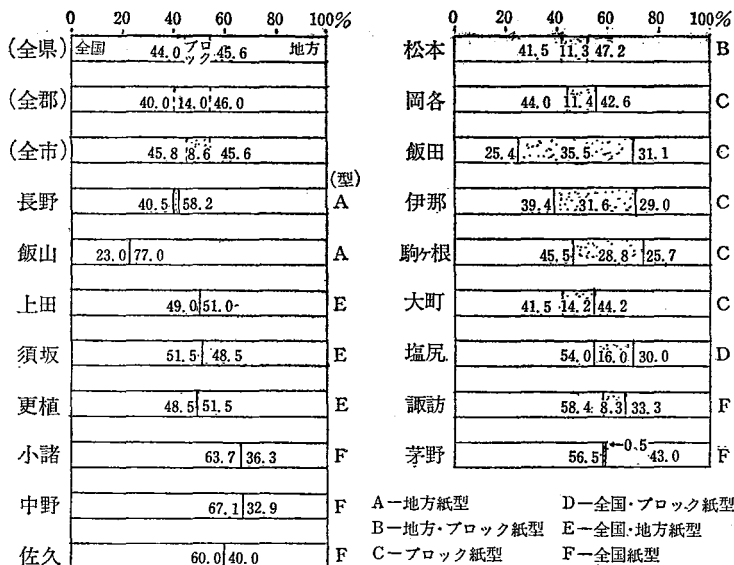 0 20 40 60 80 100%
(全県) 全国 44.0 ブロック 45.6 地方
(全郡) 40.0 14.0 46.0
(全市) 45.8 8.6 45.6
(型)
長野 40.5 58.2 A
飯山 23.0 77.0 A
上田 49.0 51.0 E
須坂 51.5 48.5 E
更植 48.5 51.5 E
小諸 63.7 36.3 F
中野 67.1 32.9 F
佐久 60.0 40.0 F
0 20 40 60 80 100%
松本 41.5 11.3 47.2 B
岡各 44.0 11.4 42.6 C
飯田 25.4 35.5 31.1 C
伊那 39.4 31.6 29.0 C
駒ヶ根 45.5 28.8 25.7 C
大町 41.5 14.2 44.2 C
塩尻 54.0 16.0 30.0 D
諏訪 58.4 8.3 33.3 F
茅野 56.5 ←0.5 43.0 F
A−地方紙型 D−全国・ブロック紙型
B−地方・ブロック紙型 E−全国・地方紙型
C−ブロック紙型 F−全国紙型